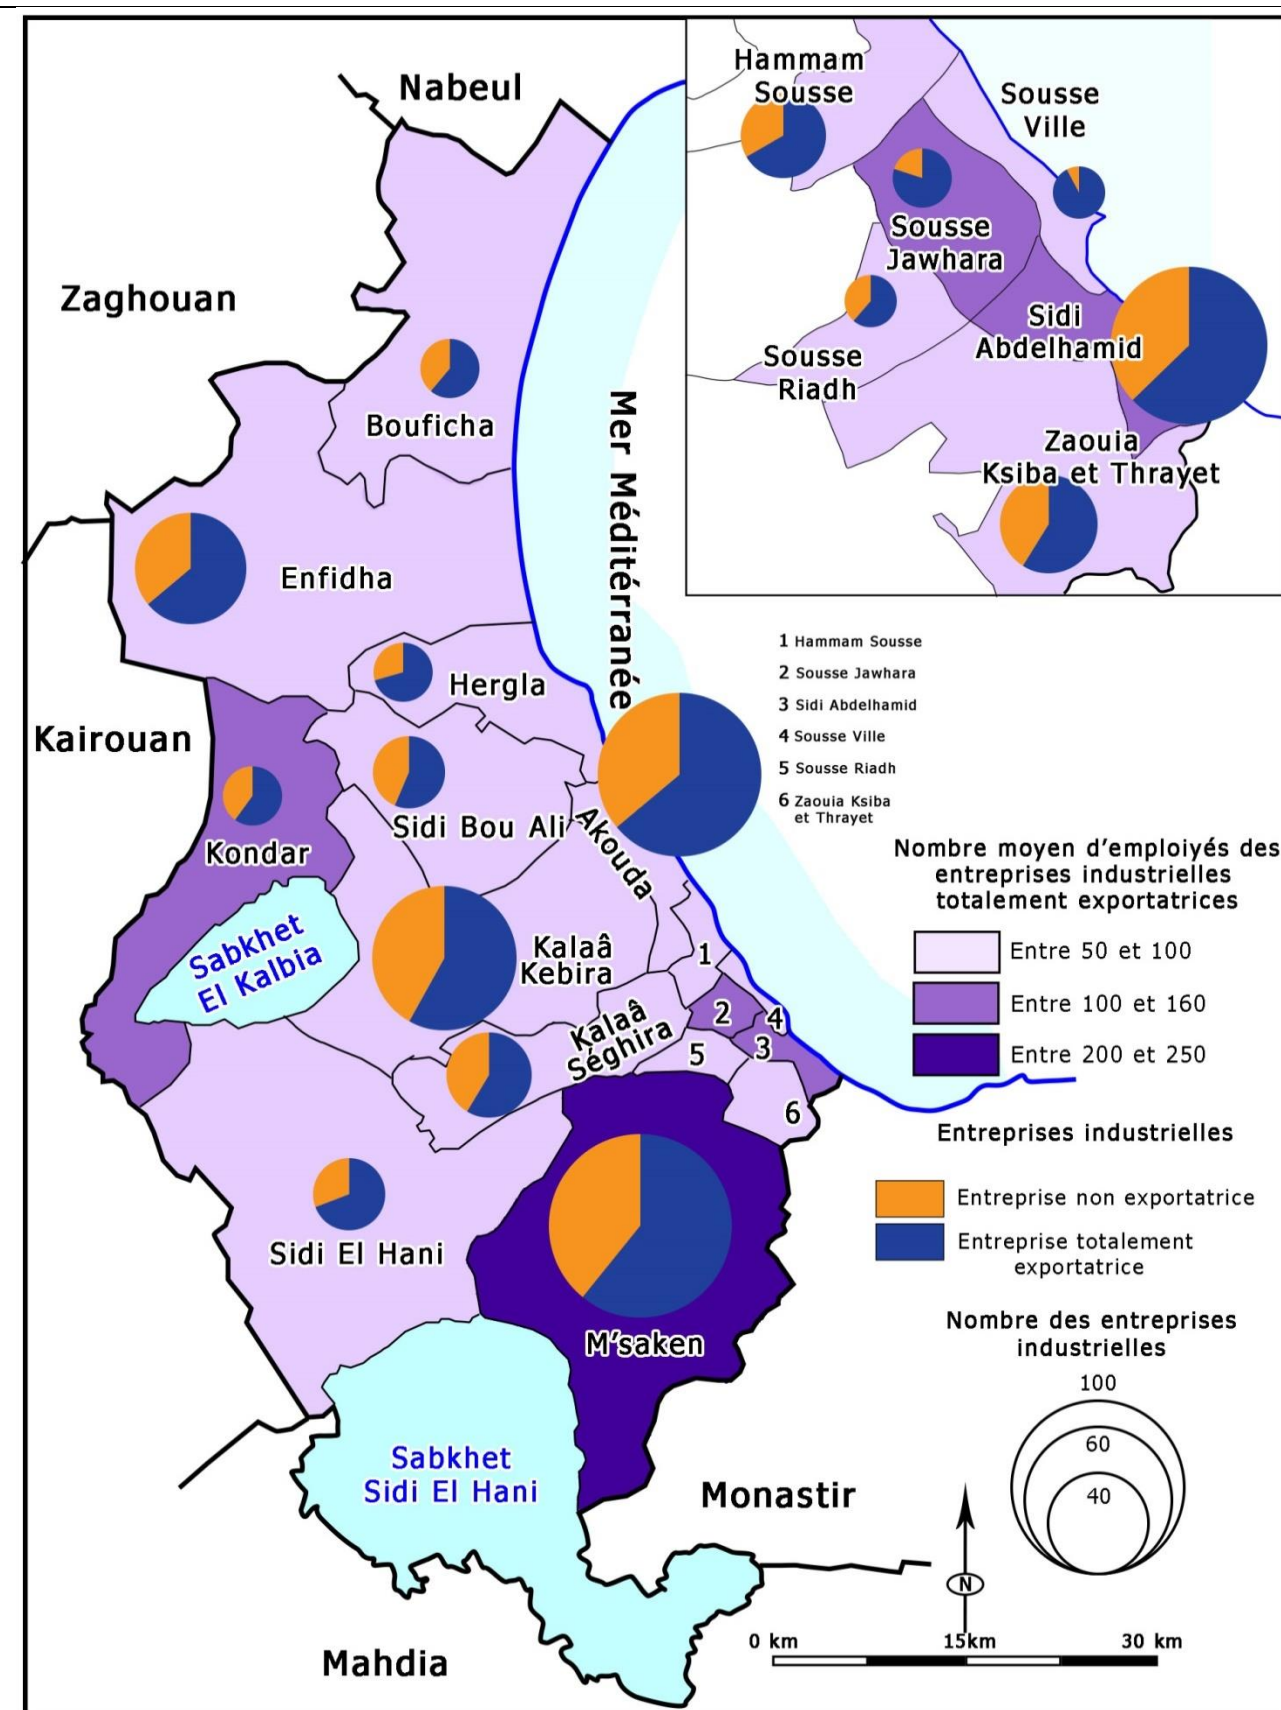 Nabeul
Zaghouan
Kairouan
Bouficha
Enfidha
Hergla
Mer Méditérranée
Kondar
Sidi Bou Ali
Akouda
Sabkhet
El Kalbia
Kalaâ
Kebira
Kalaâ
Séghira
1
2
4
3
5
6
Sidi El Hani
M'saken
Sabkhet
Sidi El Hani
Monastir
Mahdia
Hammam
Sousse
Sousse
Ville
Sousse
Jawhara
Sidi
Abdelhamid
Sousse
Riadh
Zaouia
Ksiba et Thrayet
1 Hammam Sousse
2 Sousse Jawhara
3 Sidi Abdelhamid
4 Sousse Ville
5 Sousse Riadh
6 Zaouia Ksiba
et Thrayet
Nombre moyen d'emploiyés des
entreprises industrielles
totalement exportatrices
Entre 50 et 100
Entre 100 et 160
Entre 200 et 250
Entreprises industrielles
Entreprise non exportatrice
Entreprise totalement
exportatrice
Nombre des entreprises
industrielles
100
60
40
N
0 km 15km 30 km